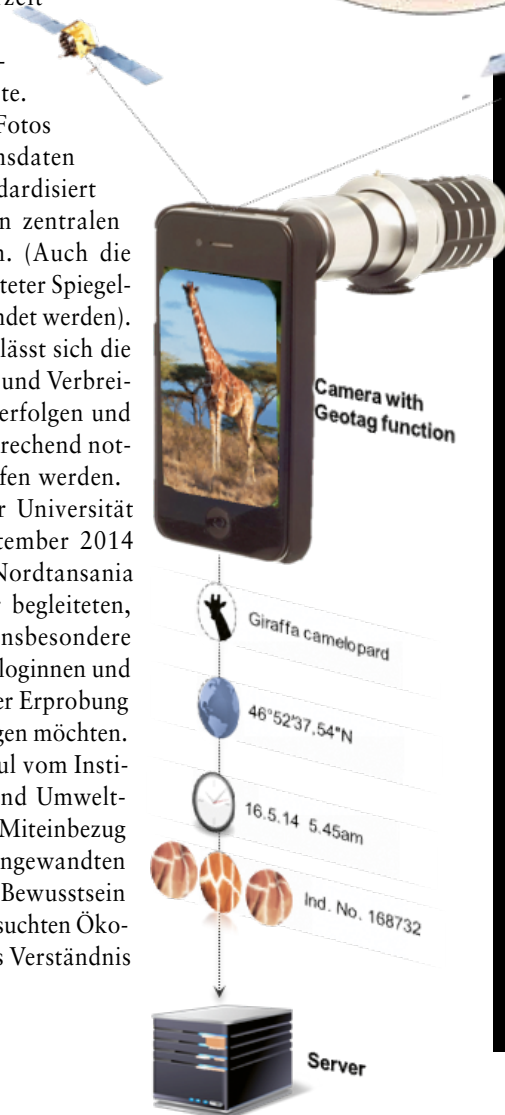 -
te.
Fotos
nsdaten
dardisiert
n zentralen
n. (Auch die
teter Spiegel-
ndet werden).
lässt sich die
und Verbrei-
erfolgen und
rechend not-
fen werden.
r Universität
tember 2014
Nordtansania
r begleiteten,
nsbesondere
loginnen und
er Erprobung
gen möchten.
ul vom Insti-
nd Umwelt-
Miteinbezug
ngewandten
Bewusstsein
suchten Öko-
s Verständnis
Camera with
Geotag function
Giraffa camelopard
46°52'37,54"N
16.5.14 5.45am
Ind. No. 168732
Server